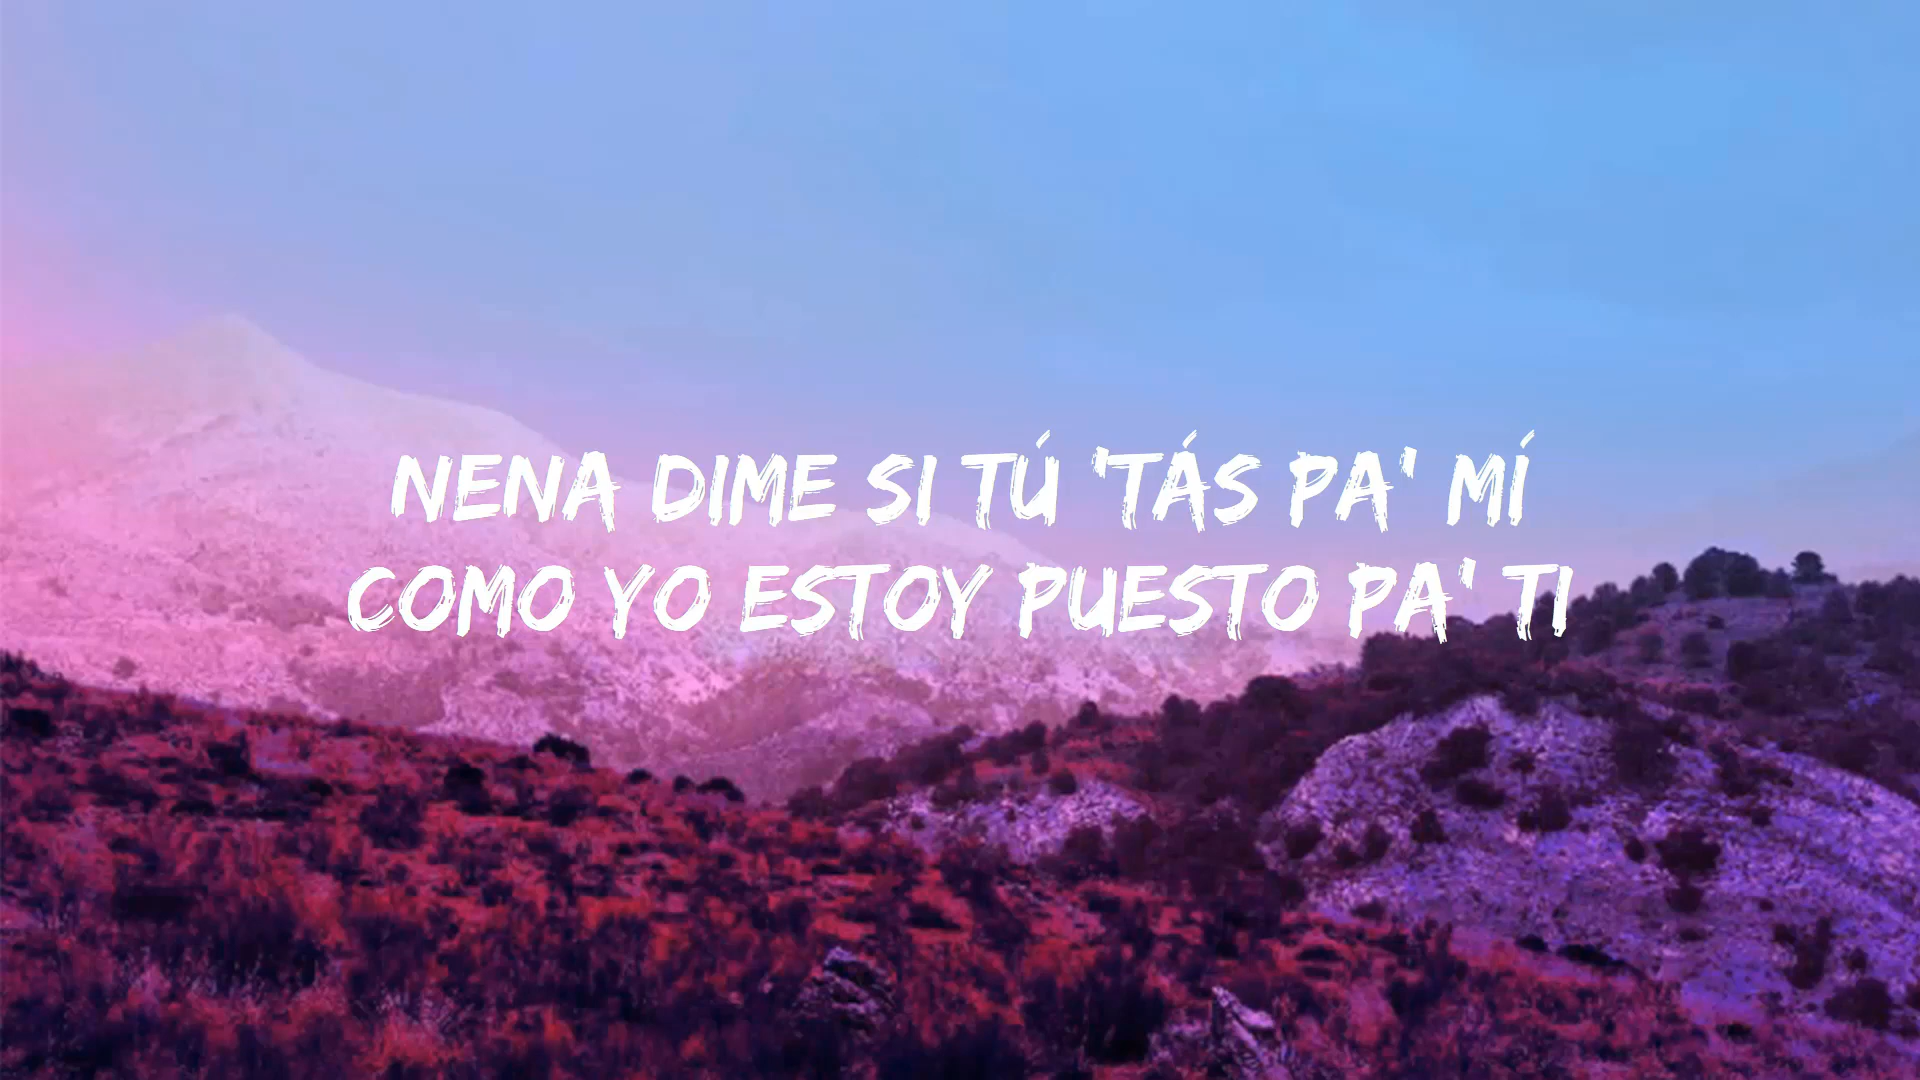 NENA DIME SI TÚ 'TÁS PA' MÍ
COMO YO ESTOY PUESTO PA' TI